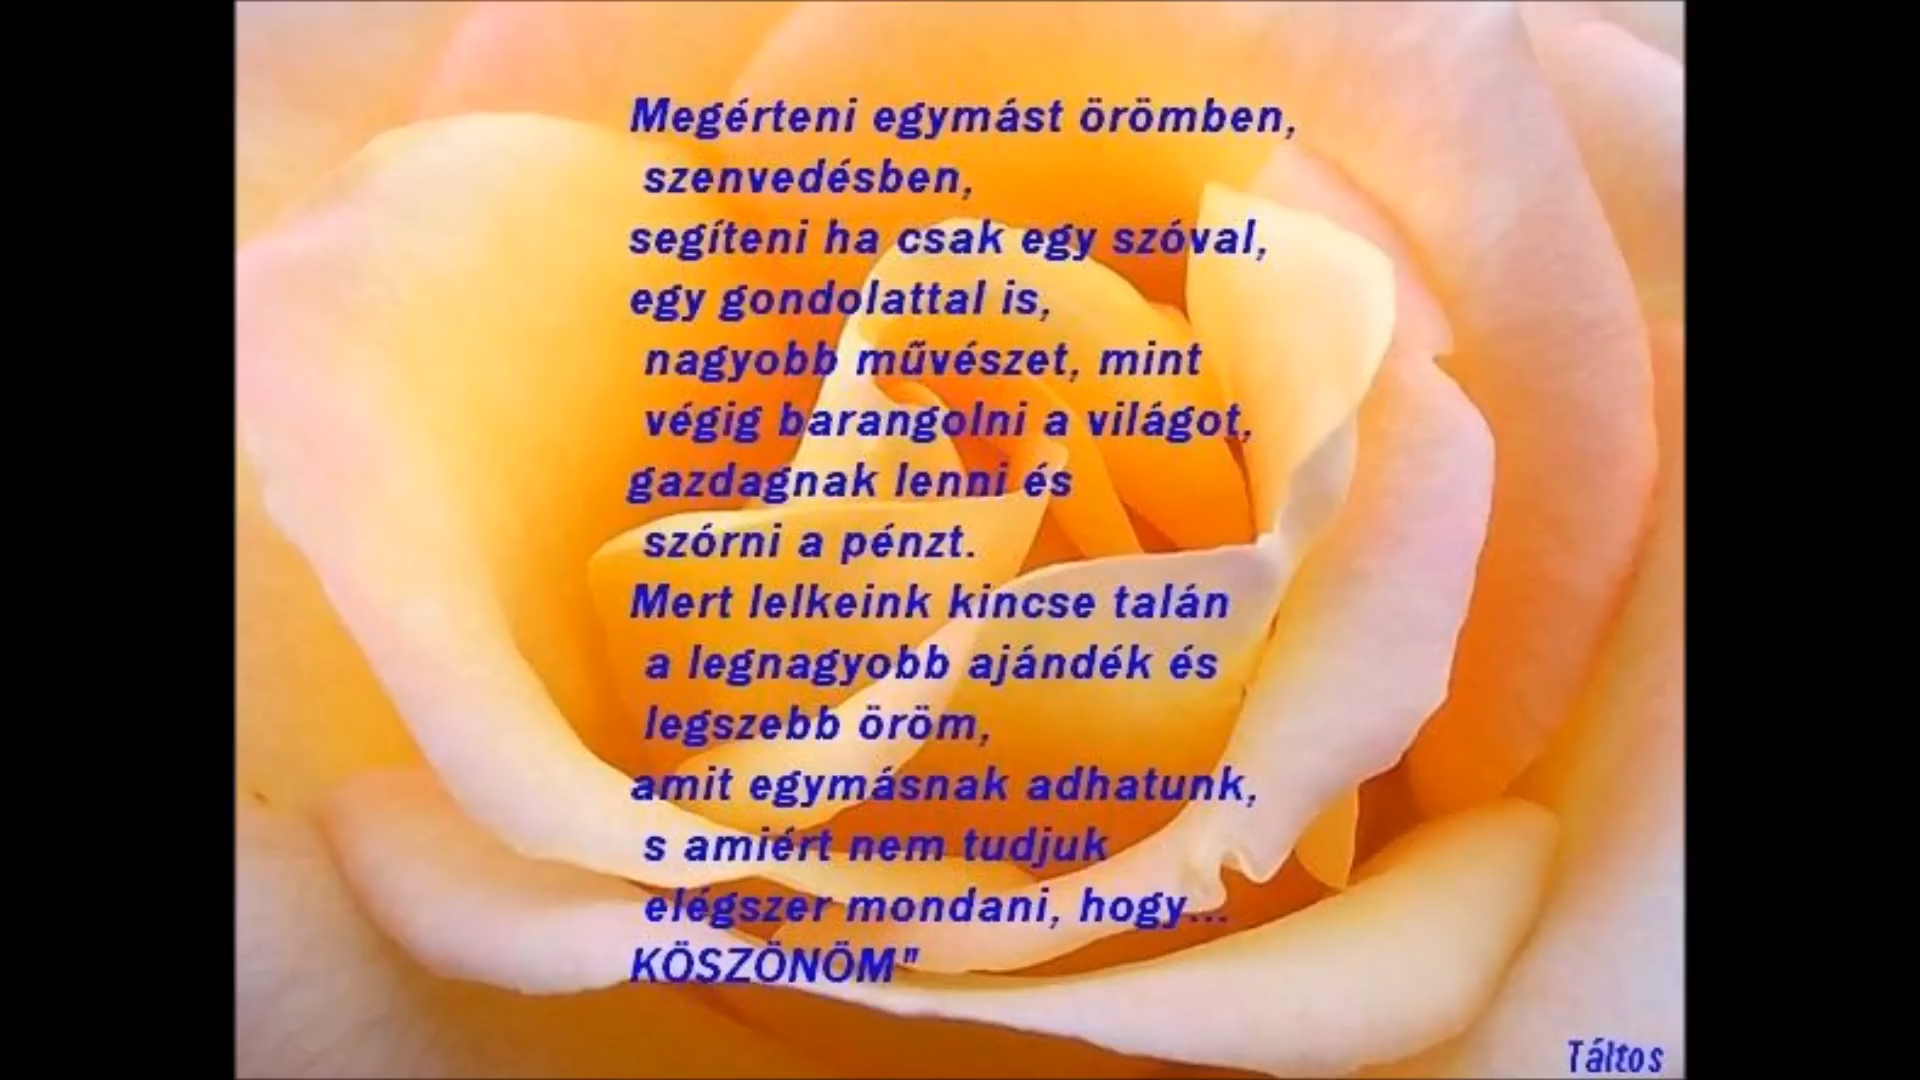 Megérteni egymást örömben,
szenvedésben,
segíteni ha csak egy szóval,
egy gondolattal is,
nagyobb művészet, mint
végig barangolni a világot,
gazdagnak lenni és
szórni a pénzt.
Mert lelkeink kincse talán
a legnagyobb ajándék és
legszebb öröm,
amit egymásnak adhatunk,
s amiért nem tudjuk
elégszer mondani, hogy...
KÖSZÖNÖM"
Táltos